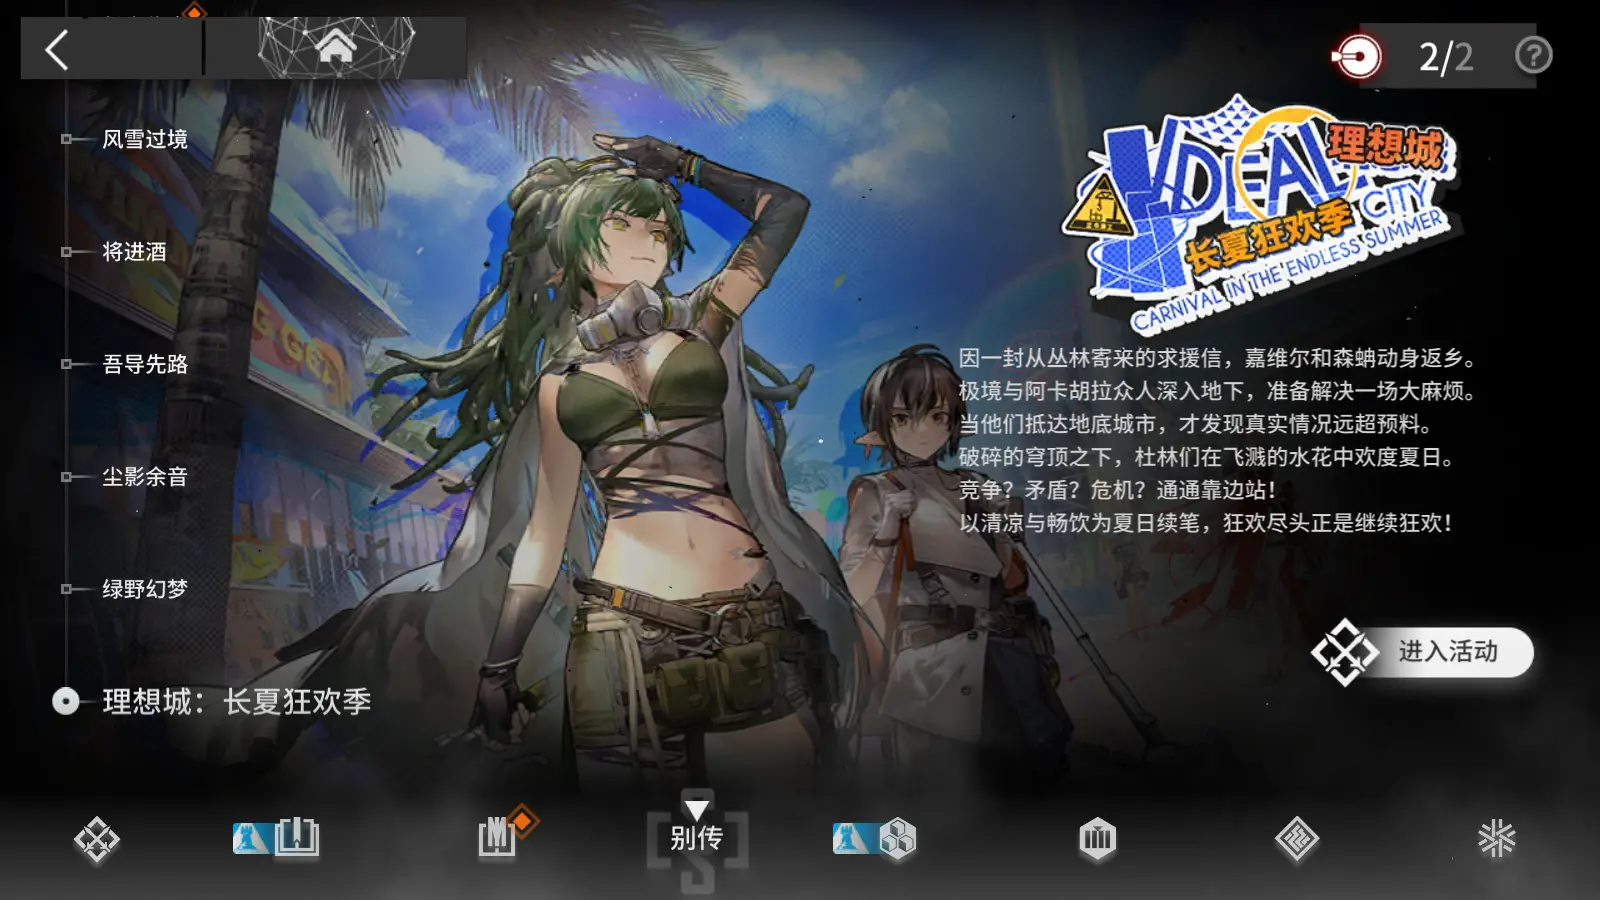 2/2
?
风雪过境
将进酒
吾导先路
尘影余音
绿野幻梦
理想城：长夏狂欢季
IDEAL
理想城
CITY
长夏狂欢季
CARNIVAL IN THE ENDLESS SUMMER
因一封从丛林寄来的求援信，嘉维尔和森蚺动身返乡。
极境与阿卡胡拉众人深入地下，准备解决一场大麻烦。
当他们抵达地底城市，才发现真实情况远超预料。
破碎的穹顶之下，杜林们在飞溅的水花中欢度夏日。
竞争？矛盾？危机？通通靠边站！
以清凉与畅饮为夏日续笔，狂欢尽头正是继续狂欢！
进入活动
别传